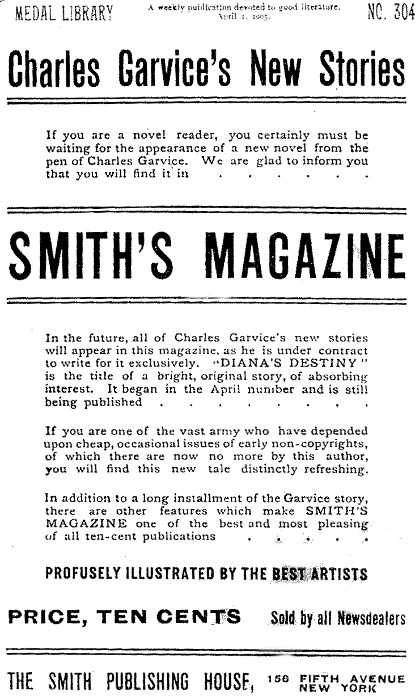 MEDAL LIBRARY
A weekly publication devoted to good literature.
April 1, 1905.
NO. 304
Charles Garvice's New Stories
If you are a novel reader, you certainly must be
waiting for the appearance of a new novel from the
pen of Charles Garvice. We are glad to inform you
that you will find it in . . . . . .
SMITH'S MAGAZINE
In the future, all of Charles Garvice's new stories
will appear in this magazine, as he is under contract
to write for it exclusively. "DIANA'S DESTINY"
is the title of a bright, original story, of absorbing
interest. It began in the April number and is still
being published . . . . . . .
If you are one of the vast army who have depended
upon cheap, occasional issues of early non-copyrights,
of which there are now no more by this author,
you will find this new tale distinctly refreshing.
In addition to a long installment of the Garvice story,
there are other features which make SMITH'S
MAGAZINE one of the best and most pleasing
of all ten-cent publications . . . . .
PROFUSELY ILLUSTRATED BY THE BEST ARTISTS
PRICE, TEN CENTS Sold by all Newsdealers
THE SMITH PUBLISHING HOUSE, 156 FIFTH AVENUE
NEW YORK